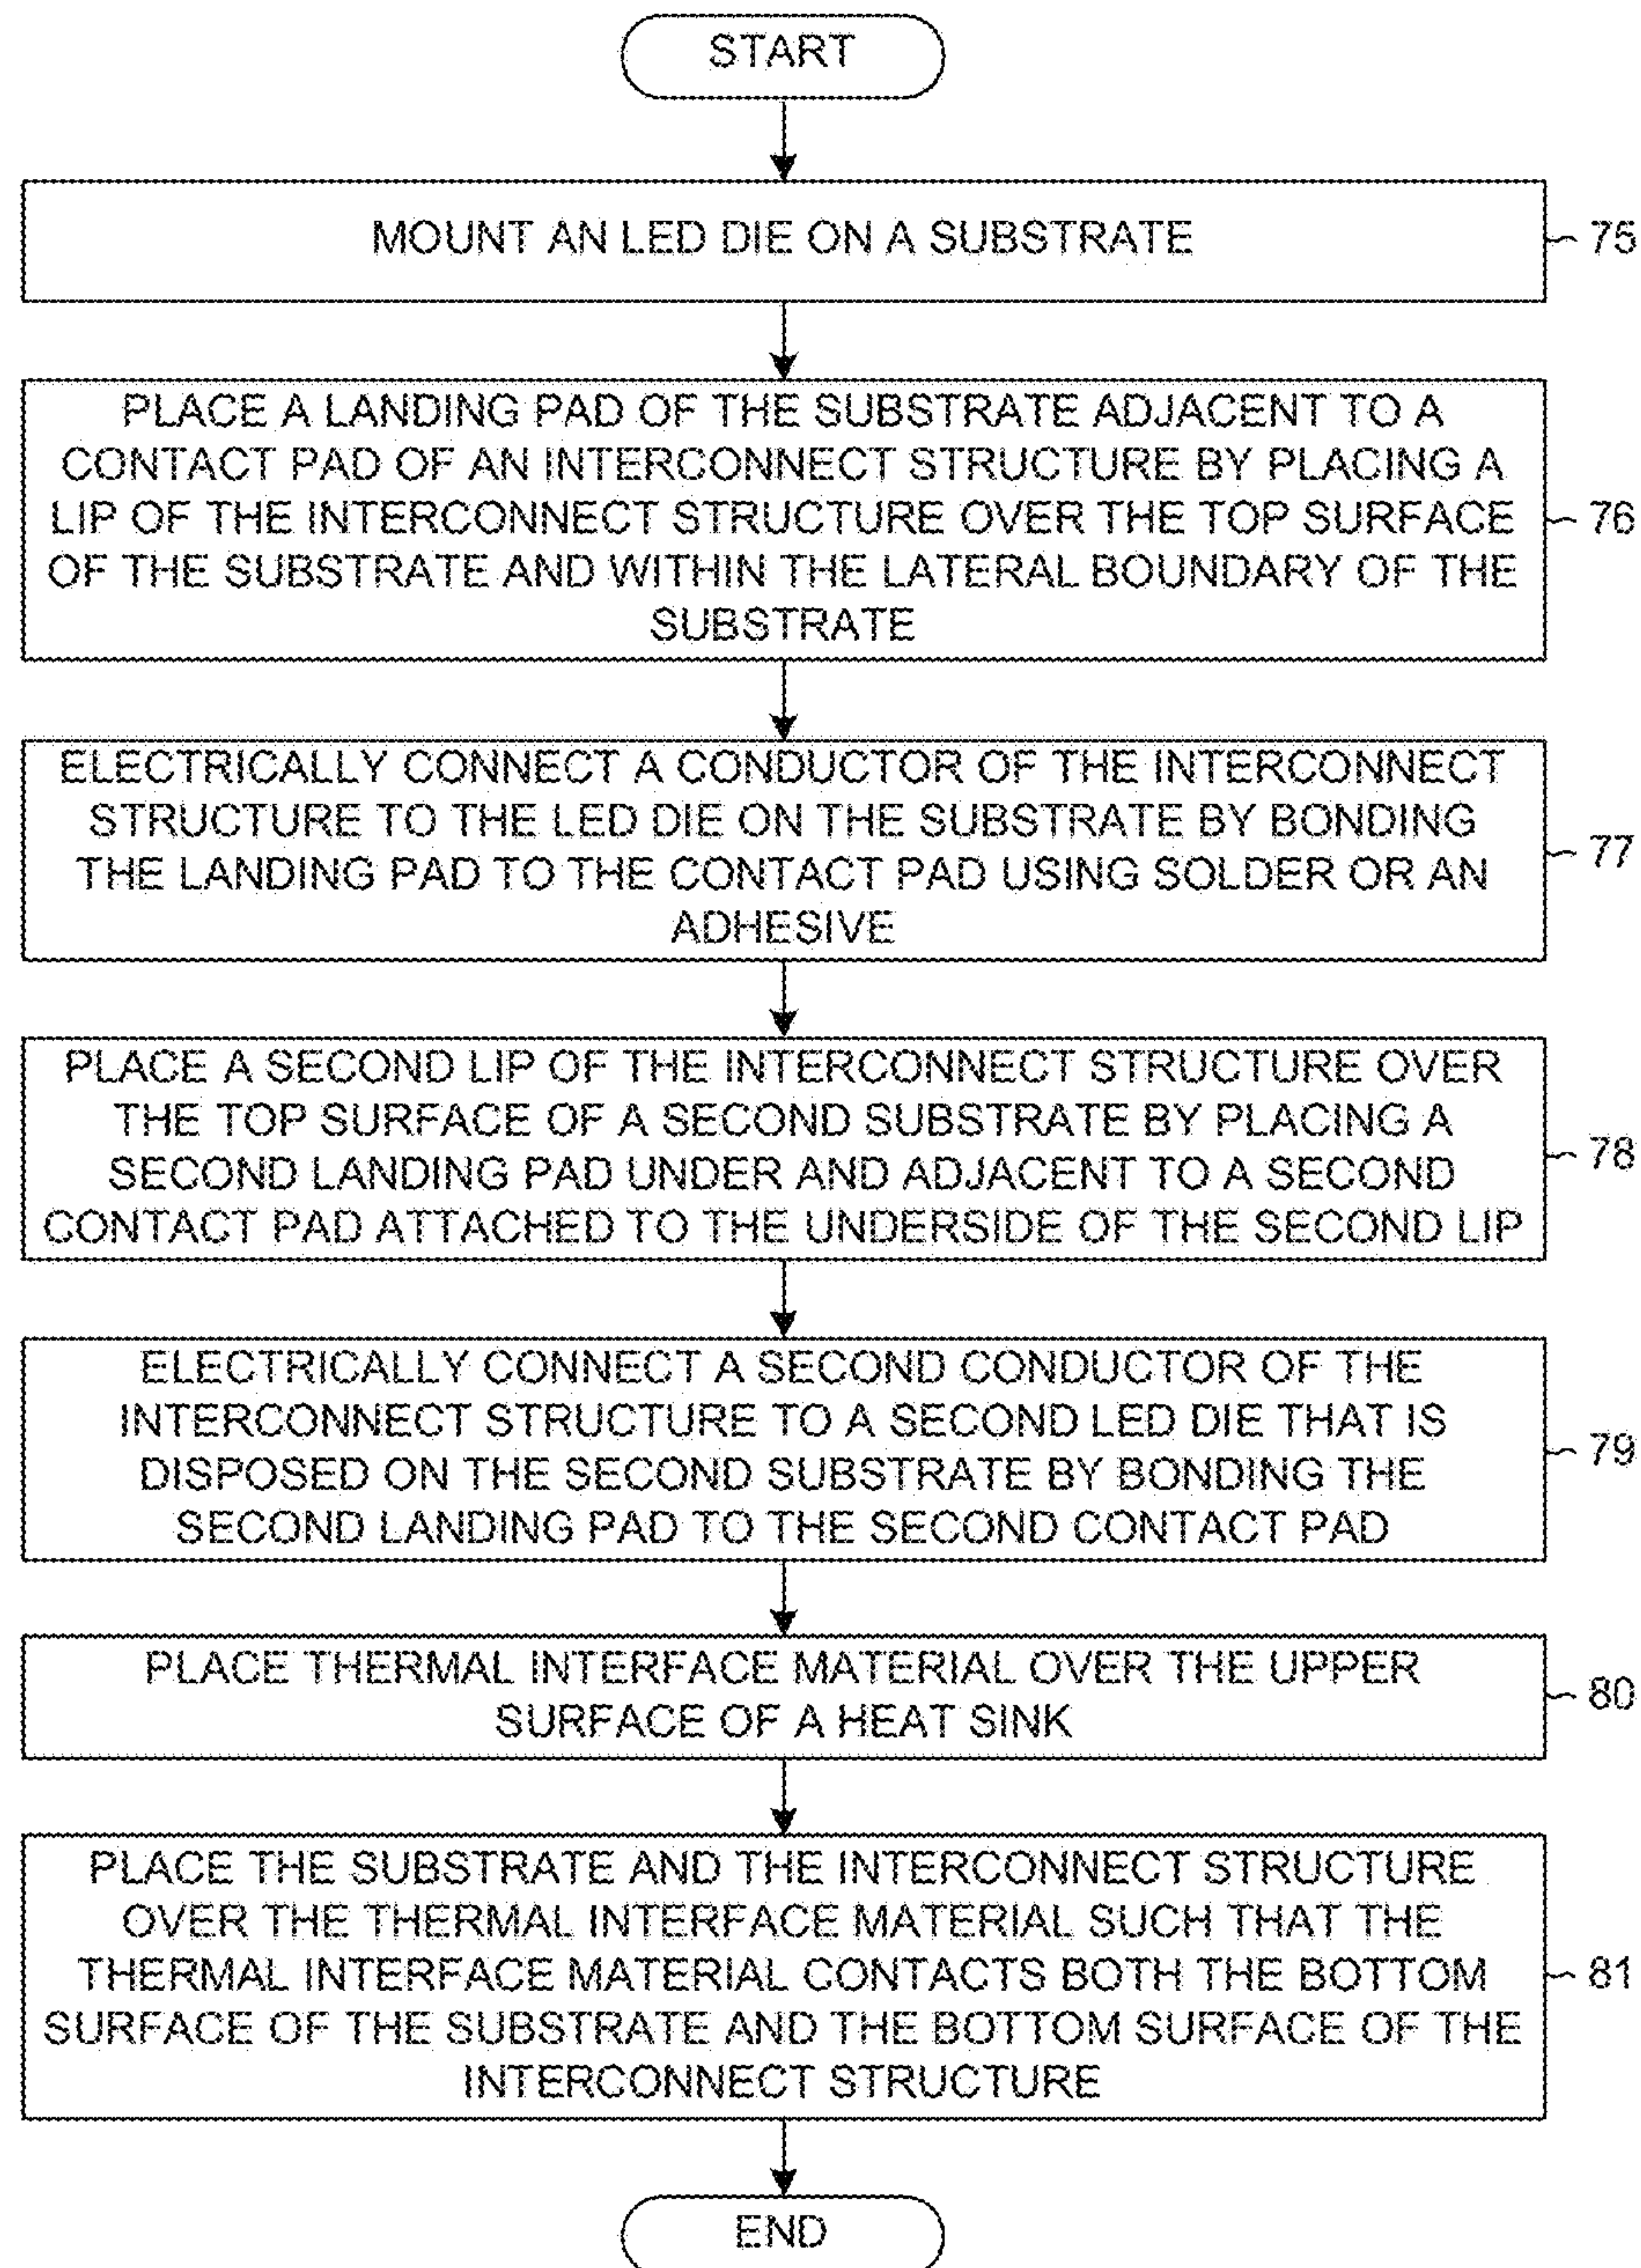 START
MOUNT AN LED DIE ON A SUBSTRATE
75
PLACE A LANDING PAD OF THE SUBSTRATE ADJACENT TO A
CONTACT PAD OF AN INTERCONNECT STRUCTURE BY PLACING A
LIP OF THE INTERCONNECT STRUCTURE OVER THE TOP SURFACE
OF THE SUBSTRATE AND WITHIN THE LATERAL BOUNDARY OF THE
SUBSTRATE
76
ELECTRICALLY CONNECT A CONDUCTOR OF THE INTERCONNECT
STRUCTURE TO THE LED DIE ON THE SUBSTRATE BY BONDING
THE LANDING PAD TO THE CONTACT PAD USING SOLDER OR AN
ADHESIVE
77
PLACE A SECOND LIP OF THE INTERCONNECT STRUCTURE OVER
THE TOP SURFACE OF A SECOND SUBSTRATE BY PLACING A
SECOND LANDING PAD UNDER AND ADJACENT TO A SECOND
CONTACT PAD ATTACHED TO THE UNDERSIDE OF THE SECOND LIP
78
ELECTRICALLY CONNECT A SECOND CONDUCTOR OF THE
INTERCONNECT STRUCTURE TO A SECOND LED DIE THAT IS
DISPOSED ON THE SECOND SUBSTRATE BY BONDING THE
SECOND LANDING PAD TO THE SECOND CONTACT PAD
79
PLACE THERMAL INTERFACE MATERIAL OVER THE UPPER
SURFACE OF A HEAT SINK
80
PLACE THE SUBSTRATE AND THE INTERCONNECT STRUCTURE
OVER THE THERMAL INTERFACE MATERIAL SUCH THAT THE
THERMAL INTERFACE MATERIAL CONTACTS BOTH THE BOTTOM
SURFACE OF THE SUBSTRATE AND THE BOTTOM SURFACE OF THE
INTERCONNECT STRUCTURE
81
END